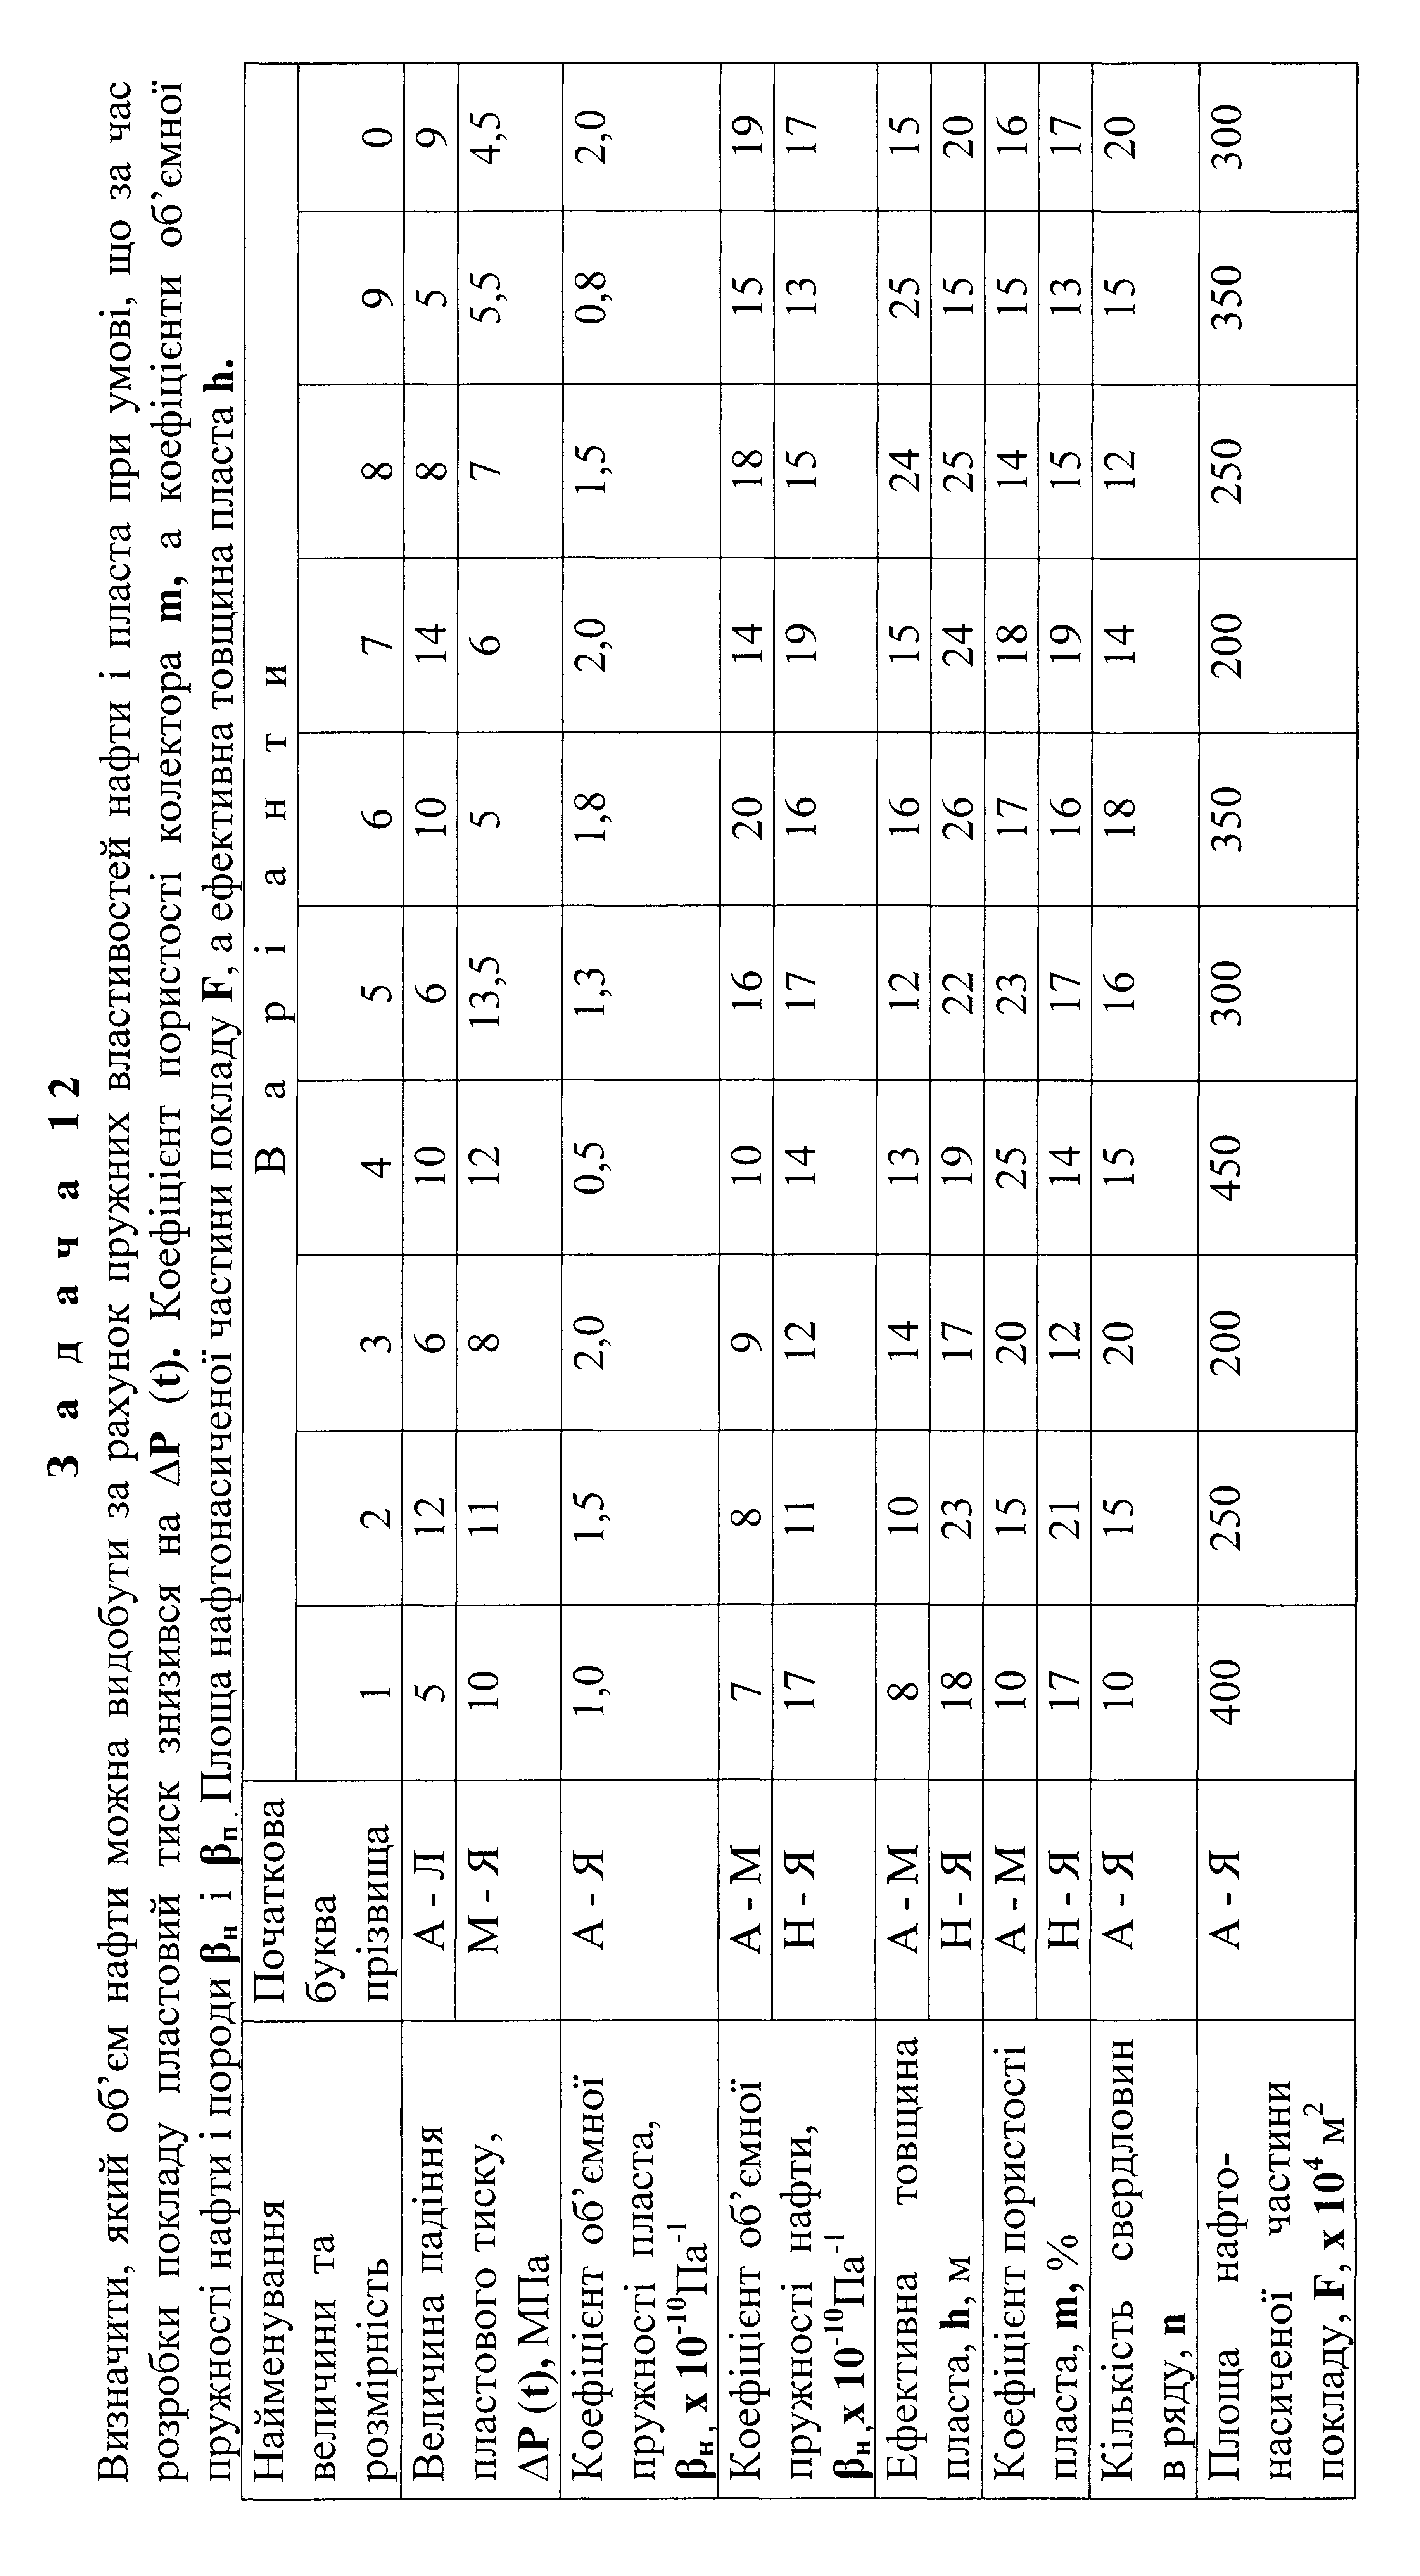 З а д а ч а 12
Визначити, який об’єм нафти можна видобути за рахунок пружних властивостей нафти і пласта при умові, що за час
розробки покладу пластовий тиск знизився на ΔР (t). Коефіцієнт пористості колектора m, а коефіцієнти об’ємної
пружності нафти і породи βн і βп. Площа нафтонасиченої частини покладу F, а ефективна товщина пласта h.
Найменування величини та розмірність | Початкова буква прізвища | В а р і а н т и
1 | 2 | 3 | 4 | 5 | 6 | 7 | 8 | 9 | 0
Величина падіння | А - Л | 5 | 12 | 6 | 10 | 6 | 10 | 14 | 8 | 5 | 9
пластового тиску, ΔР (t), МПа | М - Я | 10 | 11 | 8 | 12 | 13,5 | 5 | 6 | 7 | 5,5 | 4,5
Коефіцієнт об’ємної пружності пласта, βн, х 10⁻¹⁰Па⁻¹ | А - Я | 1,0 | 1,5 | 2,0 | 0,5 | 1,3 | 1,8 | 2,0 | 1,5 | 0,8 | 2,0
Коефіцієнт об’ємної | А - М | 7 | 8 | 9 | 10 | 16 | 20 | 14 | 18 | 15 | 19
пружності нафти, βн,х 10⁻¹⁰Па⁻¹ | Н - Я | 17 | 11 | 12 | 14 | 17 | 16 | 19 | 15 | 13 | 17
Ефективна товщина | А - М | 8 | 10 | 14 | 13 | 12 | 16 | 15 | 24 | 25 | 15
пласта, h, м | Н - Я | 18 | 23 | 17 | 19 | 22 | 26 | 24 | 25 | 15 | 20
Коефіцієнт пористості | А - М | 10 | 15 | 20 | 25 | 23 | 17 | 18 | 14 | 15 | 16
пласта, m, % | Н - Я | 17 | 21 | 12 | 14 | 17 | 16 | 19 | 15 | 13 | 17
Кількість свердловин в ряду, n | А - Я | 10 | 15 | 20 | 15 | 16 | 18 | 14 | 12 | 15 | 20
Площа нафто-насиченої частини покладу, F, х 10⁴ м² | А - Я | 400 | 250 | 200 | 450 | 300 | 350 | 200 | 250 | 350 | 300